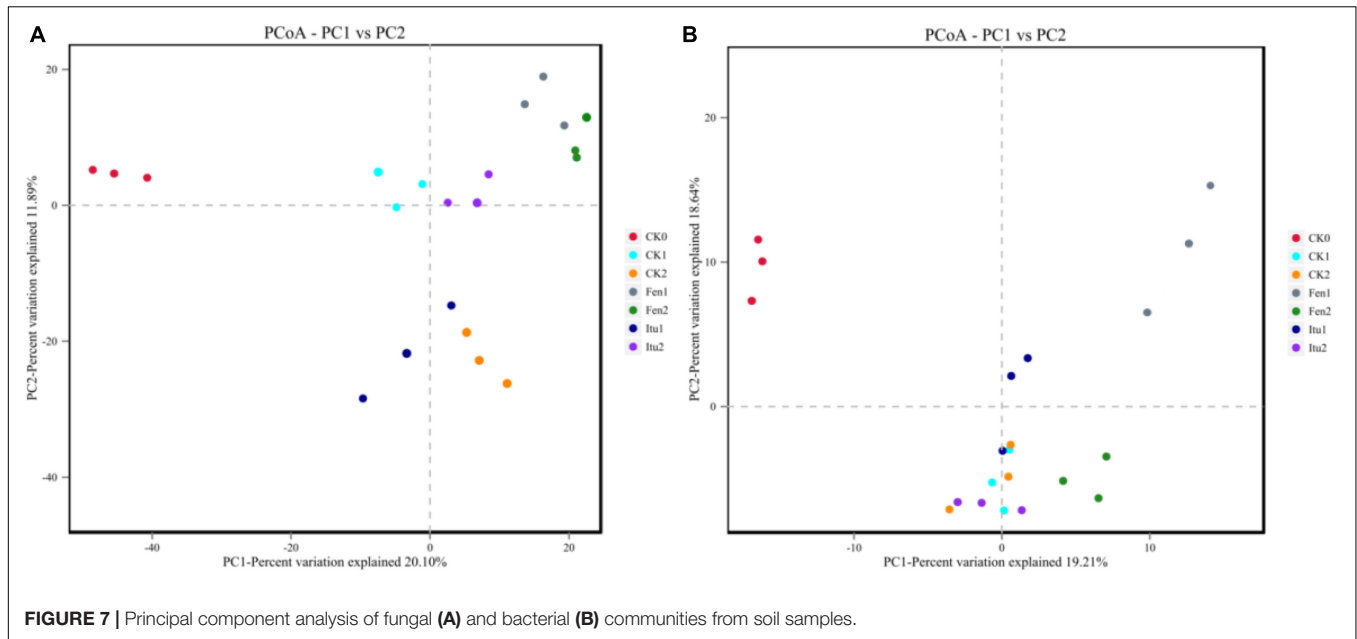 A
PCoA - PC1 vs PC2
20
0
-20
-40
PC2-Percent variation explained 11.89%
-40
-20
0
20
PC1-Percent variation explained 20.10%
CK0
CK1
CK2
Fen1
Fen2
Itu1
Itu2
B
PCoA - PC1 vs PC2
20
10
0
PC2-Percent variation explained 18.64%
-10
0
10
PC1-Percent variation explained 19.21%
CK0
CK1
CK2
Fen1
Fen2
Itu1
Itu2
FIGURE 7 | Principal component analysis of fungal (A) and bacterial (B) communities from soil samples.